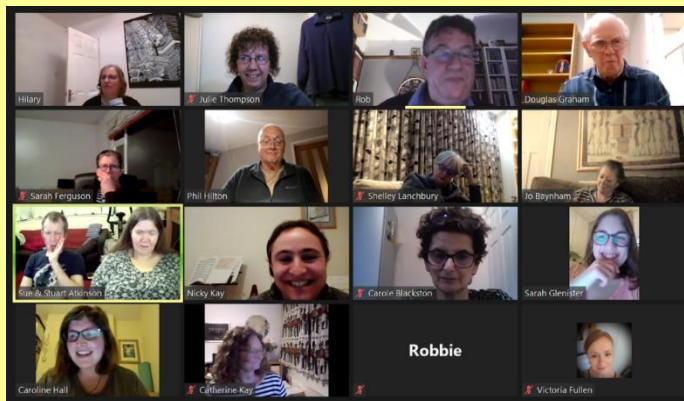 Hilary
Julie Thompson
Rob
Douglas Graham
Sarah Ferguson
Phil Hilton
Shelley Lanchbury
Jo Baynham
Sue & Stuart Atkinson
Nicky Kay
Carole Blackston
Sarah Glenister
Caroline Hall
Catherine Kay
Robbie
Victoria Fullen